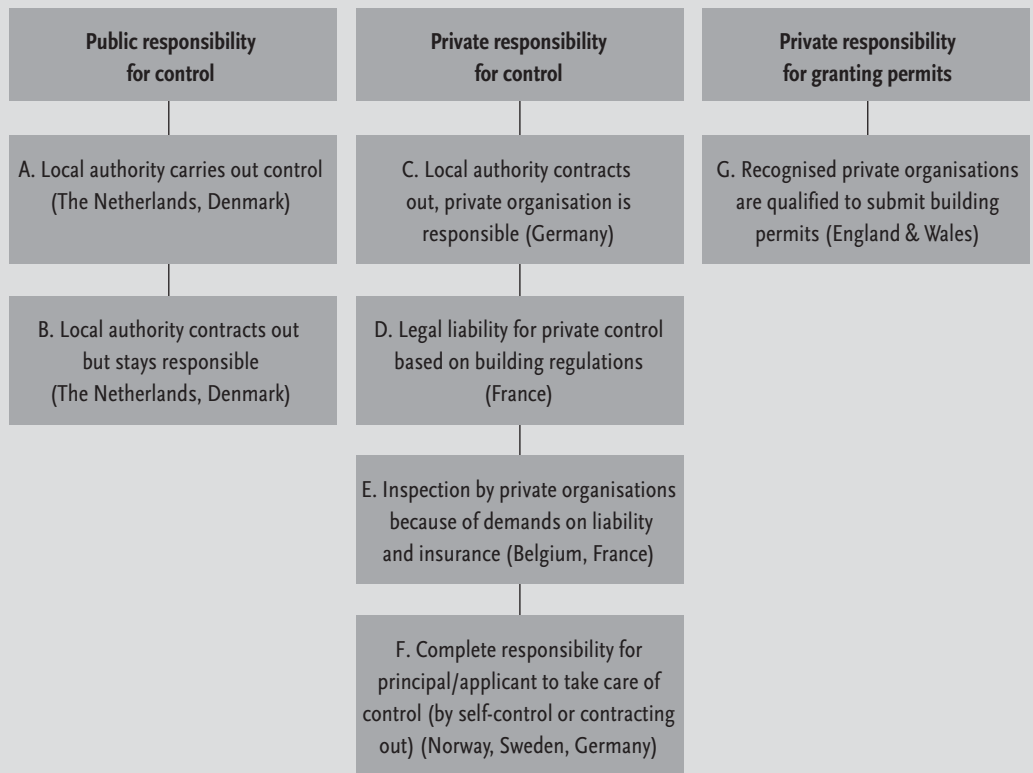 Public responsibility
for control
A. Local authority carries out control
(The Netherlands, Denmark)
B. Local authority contracts out
but stays responsible
(The Netherlands, Denmark)
Private responsibility
for control
C. Local authority contracts
out, private organisation is
responsible (Germany)
D. Legal liability for private control
based on building regulations
(France)
E. Inspection by private organisations
because of demands on liability
and insurance (Belgium, France)
F. Complete responsibility for
principal/applicant to take care of
control (by self-control or contracting
out) (Norway, Sweden, Germany)
Private responsibility
for granting permits
G. Recognised private organisations
are qualified to submit building
permits (England & Wales)